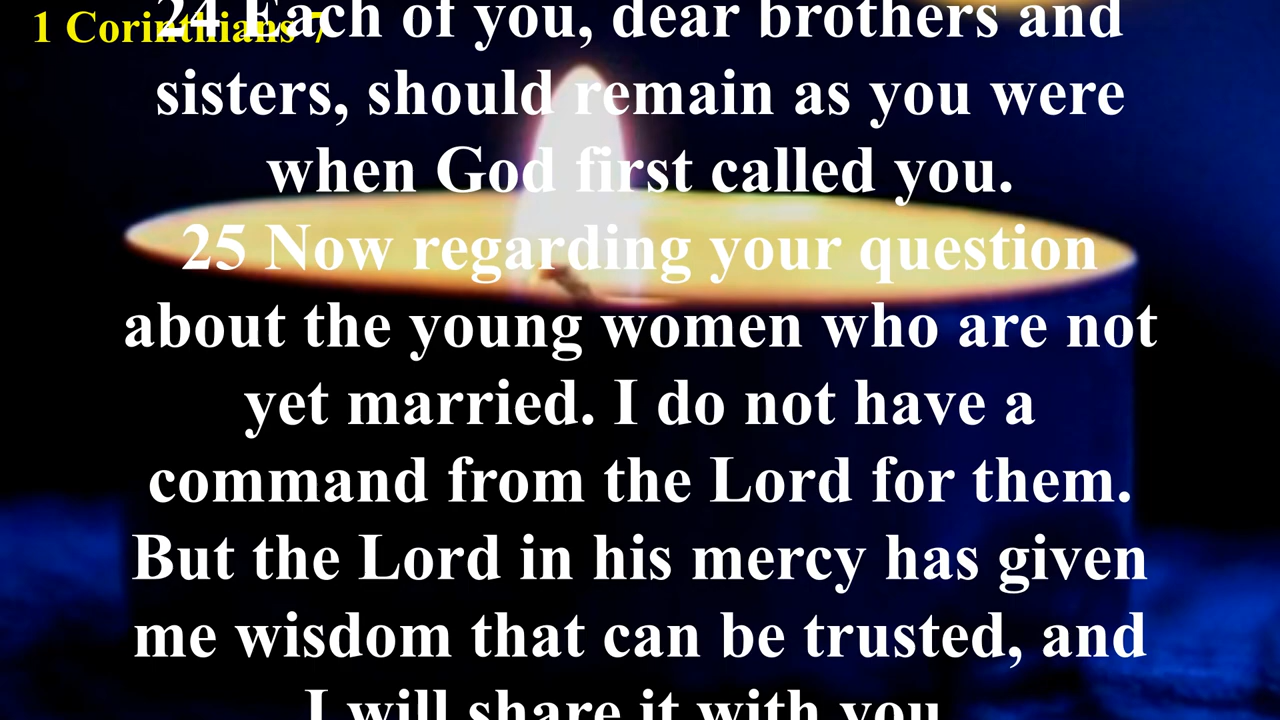 1 Corinthians 7
24 Each of you, dear brothers and
sisters, should remain as you were
when God first called you.
25 Now regarding your question
about the young women who are not
yet married. I do not have a
command from the Lord for them.
But the Lord in his mercy has given
me wisdom that can be trusted, and
I will share it with you